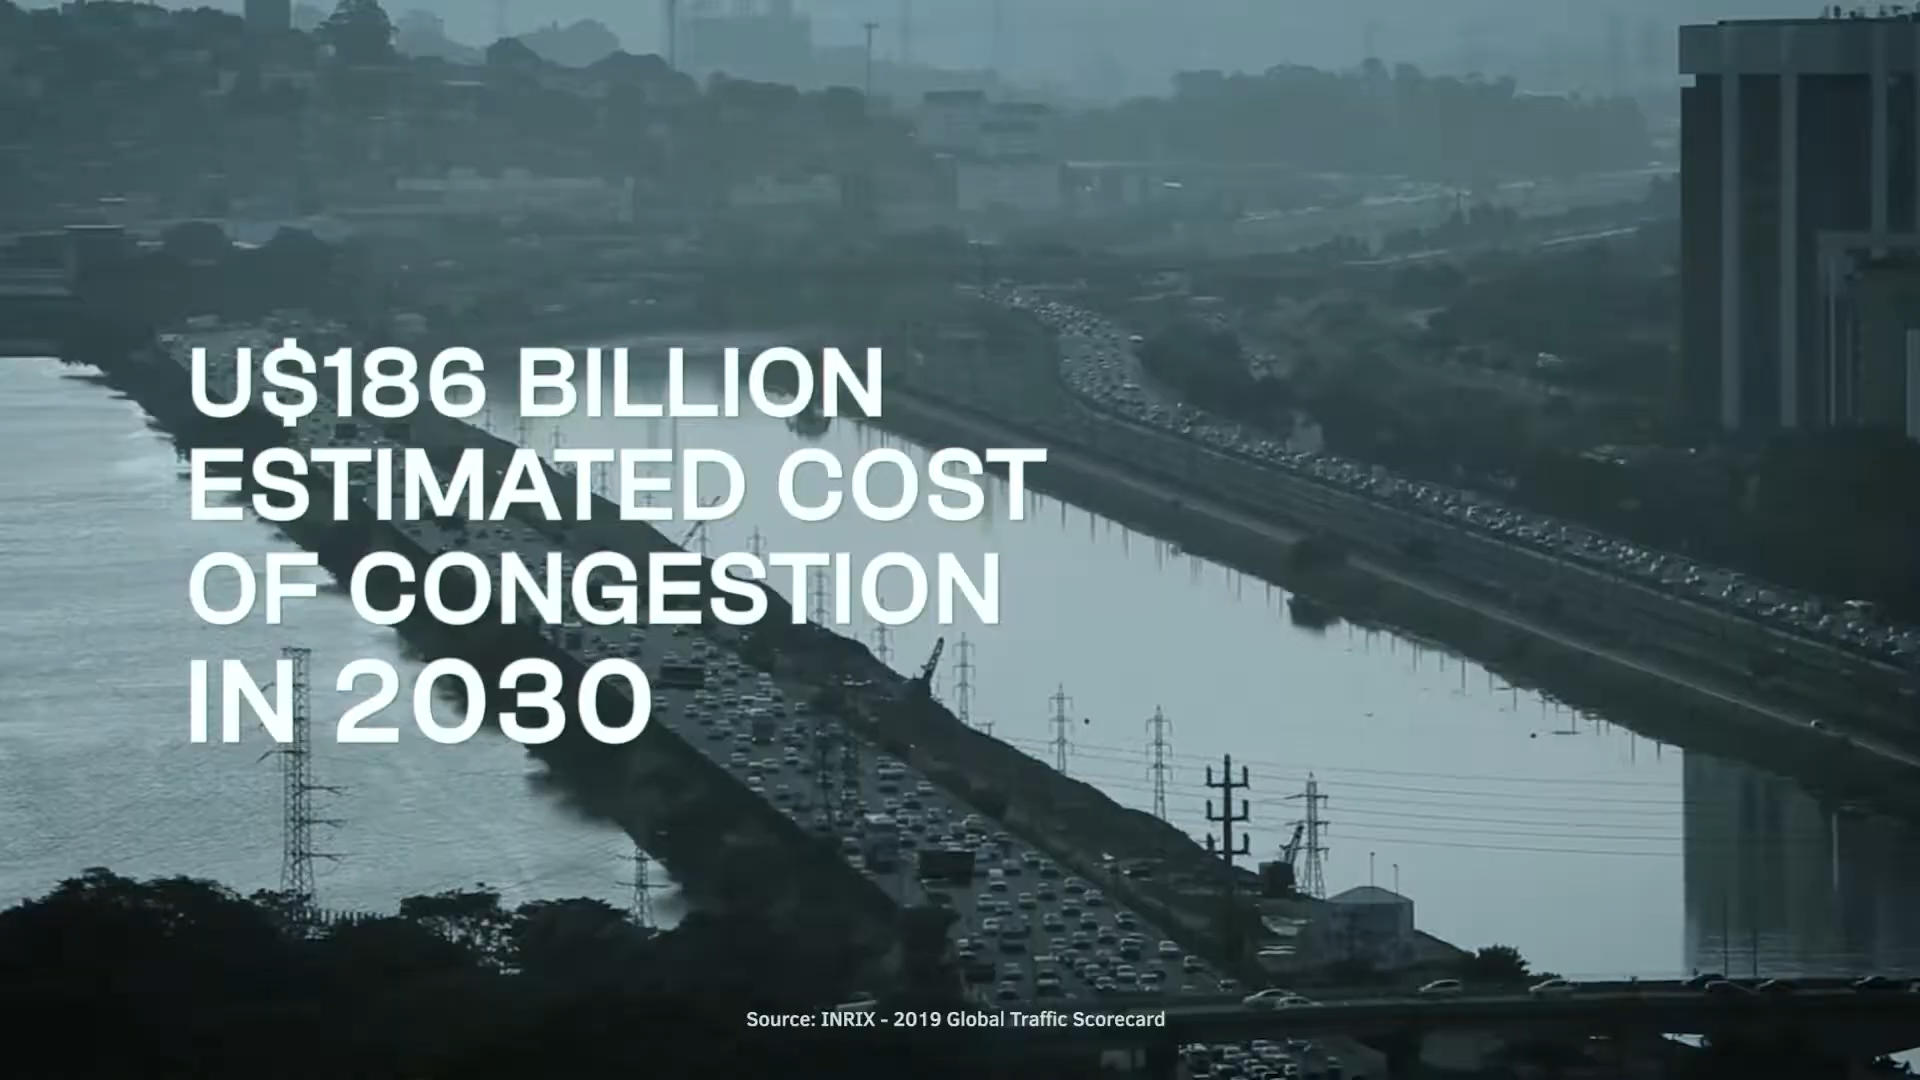 U$186 BILLION
ESTIMATED COST
OF CONGESTION
IN 2030
Source: INRIX - 2019 Global Traffic Scorecard